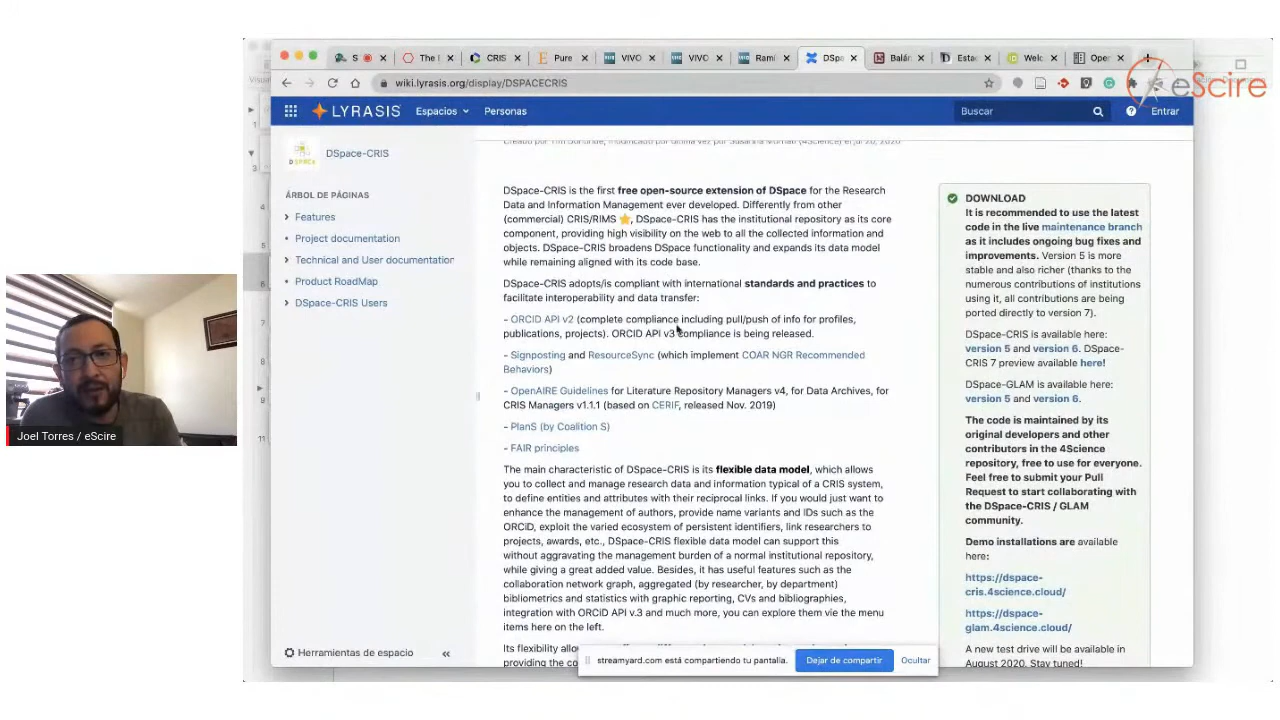 S
The I
CRIS
Pure
VIVO
VIVO
Rami
DSpa
Balán
Estac
Welc
Oper
wiki.lyrasis.org/display/DSPACECRIS
eScire
LYRASIS
Espacios
Personas
Buscar
Entrar
DSpace-CRIS
ÁRBOL DE PÁGINAS
Features
Project documentation
Technical and User documentation
Product RoadMap
DSpace-CRIS Users
Herramientas de espacio
DSpace-CRIS is the first free open-source extension of DSpace for the Research
Data and Information Management ever developed. Differently from other
(commercial) CRIS/RIMS ⭐, DSpace-CRIS has the institutional repository as its core
component, providing high visibility on the web to all the collected information and
objects. DSpace-CRIS broadens DSpace functionality and expands its data model
while remaining aligned with its code base.
DSpace-CRIS adopts/is compliant with international standards and practices to
facilitate interoperability and data transfer:
- ORCID API v2 (complete compliance including pull/push of info for profiles,
publications, projects). ORCID API v3 compliance is being released.
- Signposting and ResourceSync (which implement COAR NGR Recommended
Behaviors)
- OpenAIRE Guidelines for Literature Repository Managers v4, for Data Archives, for
CRIS Managers v1.1.1 (based on CERIF, released Nov. 2019)
- PlanS (by Coalition S)
- FAIR principles
The main characteristic of DSpace-CRIS is its flexible data model, which allows
you to collect and manage research data and information typical of a CRIS system,
to define entities and attributes with their reciprocal links. If you would just want to
enhance the management of authors, provide name variants and IDs such as the
ORCiD, exploit the varied ecosystem of persistent identifiers, link researchers to
projects, awards, etc., DSpace-CRIS flexible data model can support this
without aggravating the management burden of a normal institutional repository,
while giving a great added value. Besides, it has useful features such as the
collaboration network graph, aggregated (by researcher, by department)
bibliometrics and statistics with graphic reporting, CVs and bibliographies,
integration with ORCiD API v.3 and much more, you can explore them vie the menu
items here on the left.
Its flexibility allo
providing the co
DOWNLOAD
It is recommended to use the latest
code in the live maintenance branch
as it includes ongoing bug fixes and
improvements. Version 5 is more
stable and also richer (thanks to the
numerous contributions of institutions
using it, all contributions are being
ported directly to version 7).
DSpace-CRIS is available here:
version 5 and version 6. DSpace-
CRIS 7 preview available here!
DSpace-GLAM is available here:
version 5 and version 6.
The code is maintained by its
original developers and other
contributors in the 4Science
repository, free to use for everyone.
Feel free to submit your Pull
Request to start collaborating with
the DSpace-CRIS / GLAM
community.
Demo installations are available
here:
https://dspace-
cris.4science.cloud/
https://dspace-
glam.4science.cloud/
A new test drive will be available in
August 2020. Stay tuned!
streamyard.com está compartiendo tu pantalla.
Dejar de compartir
Ocultar
Joel Torres / eScire